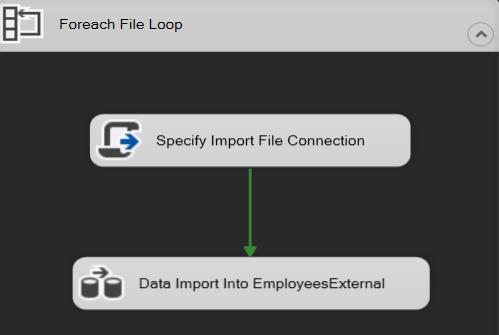 Foreach File Loop
Specify Import File Connection
Data Import Into EmployeesExternal